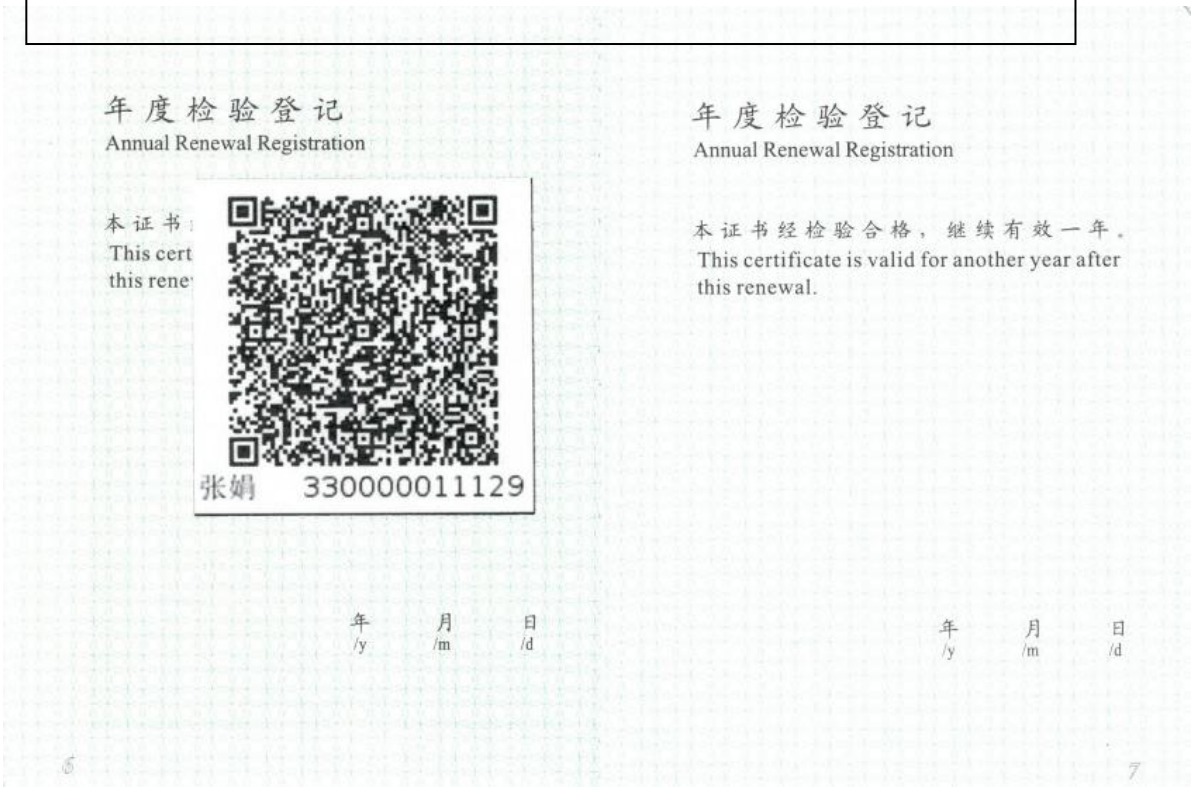 年度检验登记
Annual Renewal Registration
本证书
This cert
this rene
张娟 330000011129
年 月 日
/y /m /d
6
年度检验登记
Annual Renewal Registration
本证书经检验合格，继续有效一年。
This certificate is valid for another year after
this renewal.
年 月 日
/y /m /d
7